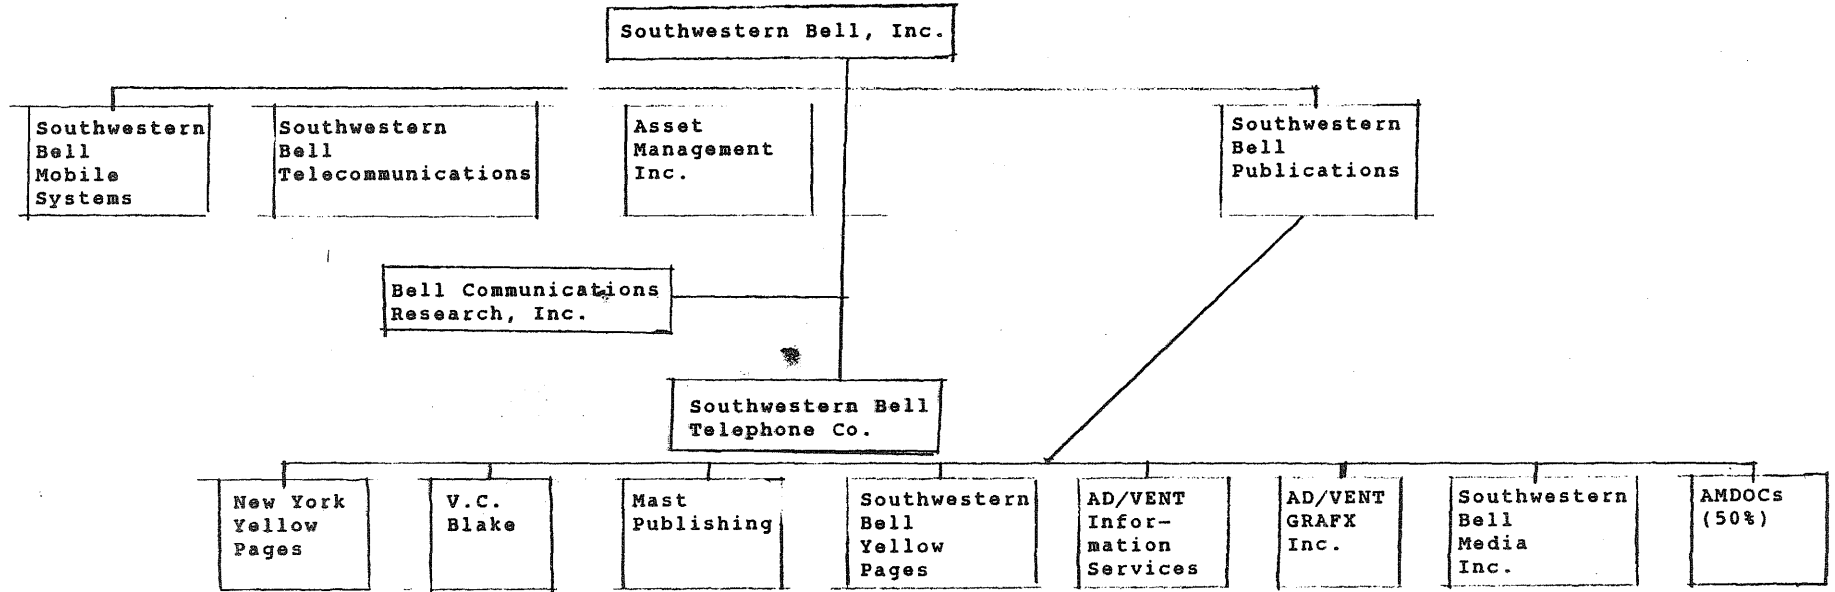 Southwestern Bell, Inc.
Southwestern
Bell
Mobile
Systems
Southwestern
Bell
Telecommunications
Asset
Management
Inc.
Southwestern
Bell
Publications
Bell Communications
Research, Inc.
Southwestern Bell
Telephone Co.
New York
Yellow
Pages
V.C.
Blake
Mast
Publishing
Southwestern
Bell
Yellow
Pages
AD/VENT
Infor-
mation
Services
AD/VENT
GRAFX
Inc.
Southwestern
Bell
Media
Inc.
AMDOCs
(50%)